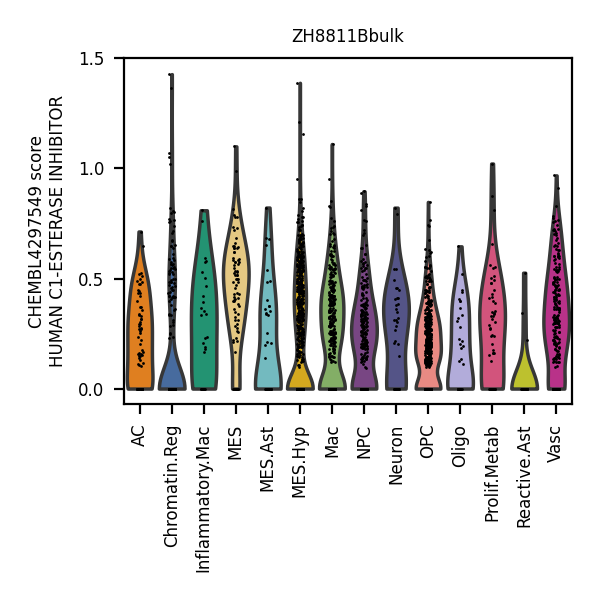 ZH8811Bbulk
CHEMBL4297549 score
HUMAN C1-ESTERASE INHIBITOR
1.5
1.0
0.5
0.0
AC
Chromatin.Reg
Inflammatory.Mac
MES
MES.Ast
MES.Hyp
Mac
NPC
Neuron
OPC
Oligo
Prolif.Metab
Reactive.Ast
Vasc